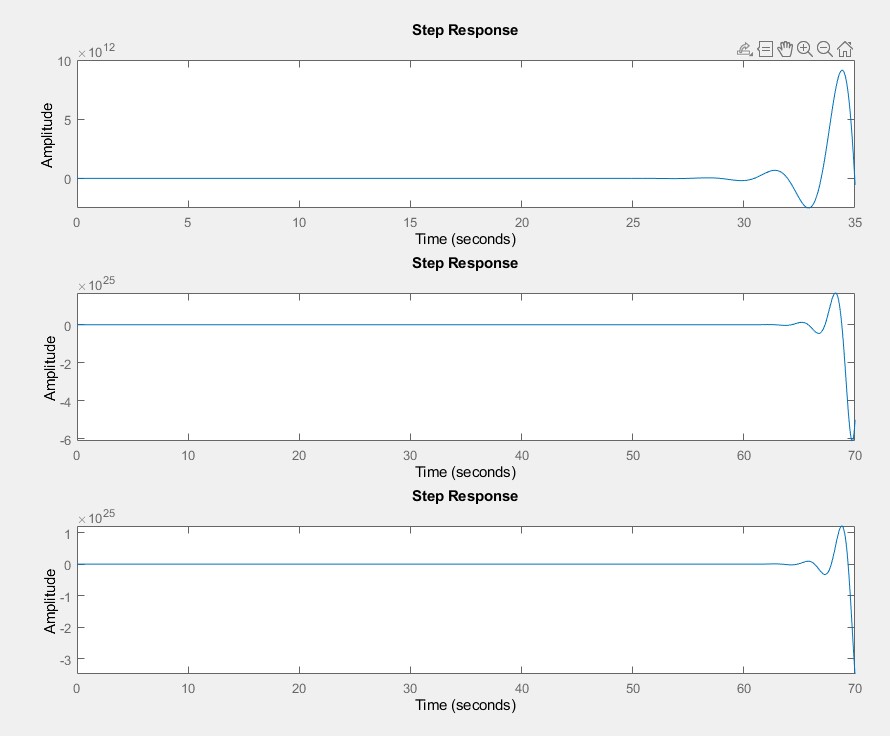 Step Response
×10^12
10
5
0
Amplitude
0 5 10 15 20 25 30 35
Time (seconds)
Step Response
×10^25
0
-2
-4
-6
Amplitude
0 10 20 30 40 50 60 70
Time (seconds)
Step Response
×10^25
1
0
-1
-2
-3
Amplitude
0 10 20 30 40 50 60 70
Time (seconds)